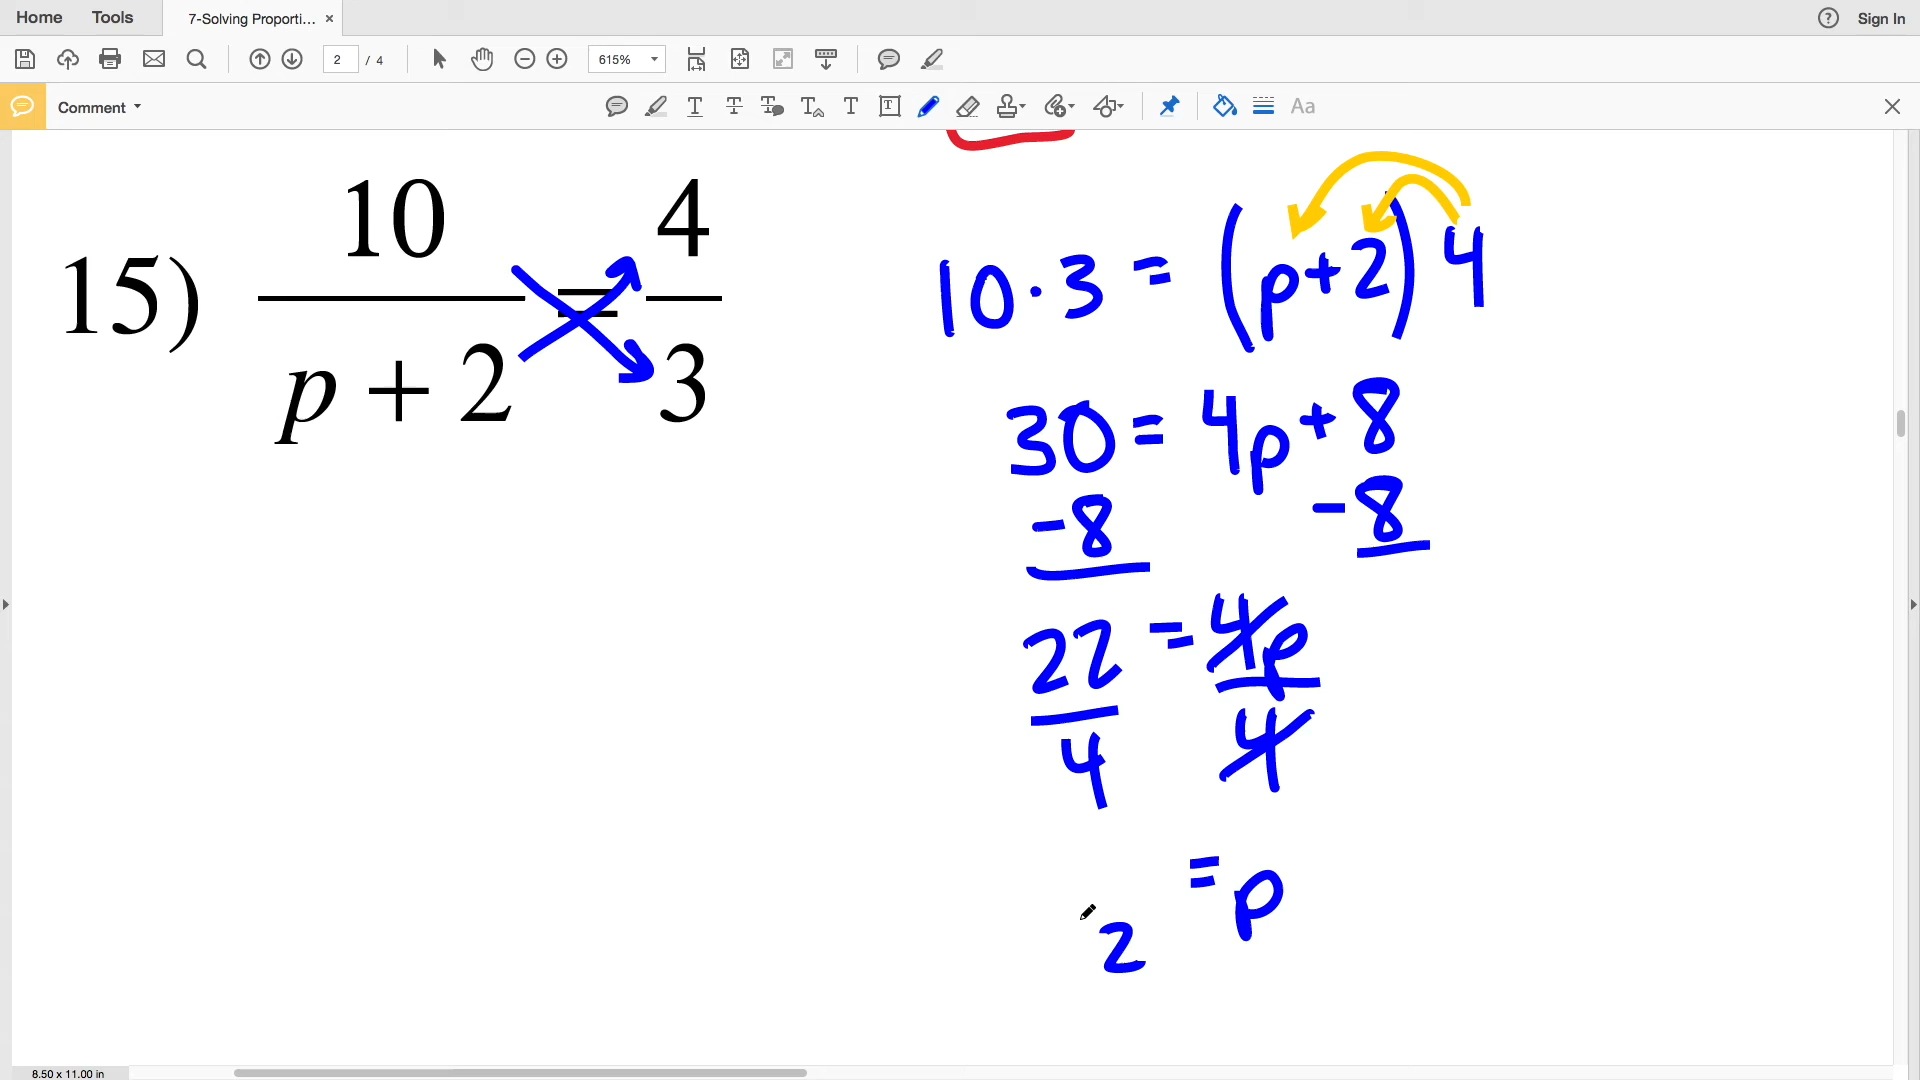 Home Tools 7-Solving Proporti... × ? Sign In
2 / 4 615%
Comment T T T T T T Aa
15) 10 / p + 2 = 4 / 3
10 · 3 = (p+2) 4
30 = 4p + 8
-8 -8
22 = 4p
4 4
= p
2
8.50 x 11.00 in